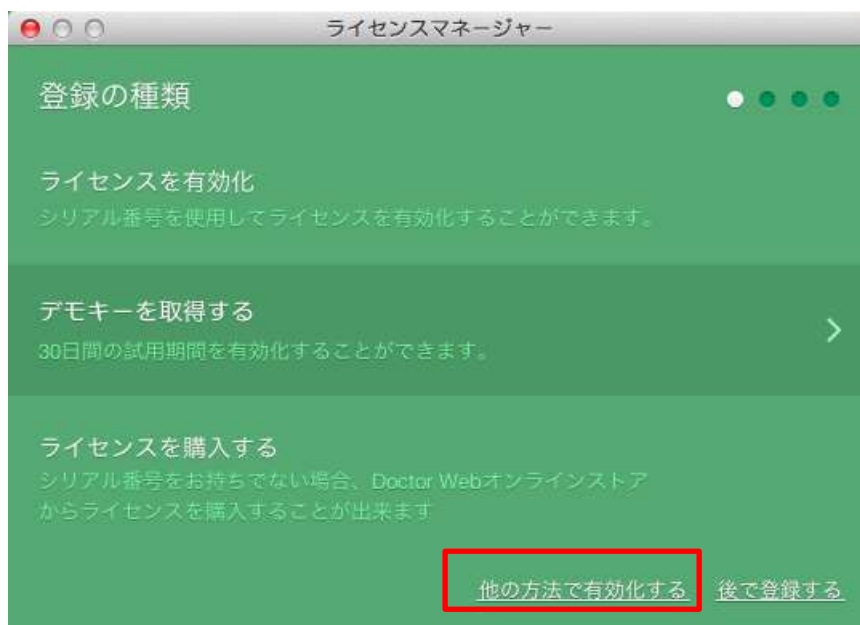 ライセンスマネージャー
登録の種類
ライセンスを有効化
シリアル番号を使用してライセンスを有効化することができます。
デモキーを取得する
30日間の試用期間を有効化することができます。
ライセンスを購入する
シリアル番号をお持ちでない場合、Doctor Webオンラインストア
からライセンスを購入することが出来ます
他の方法で有効化する 後で登録する